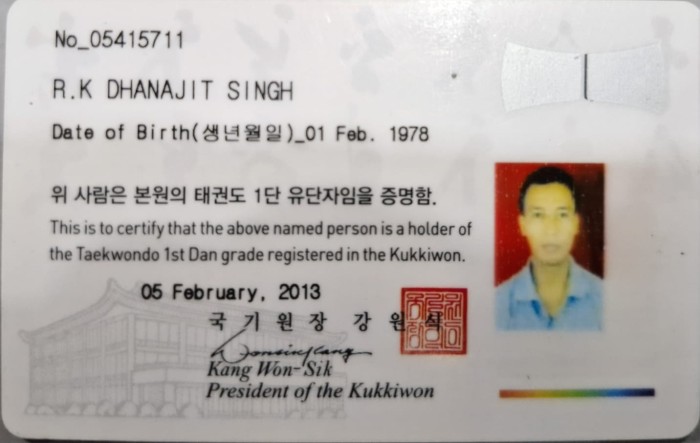 No_05415711
R.K DHANAJIT SINGH
Date of Birth(생년월일)_01 Feb. 1978
위 사람은 본원의 태권도 1단 유단자임을 증명함.
This is to certify that the above named person is a holder of
the Taekwondo 1st Dan grade registered in the Kukkiwon.
05 February, 2013
국 기 원 장 강 원 식
Kang Won-Sik
President of the Kukkiwon